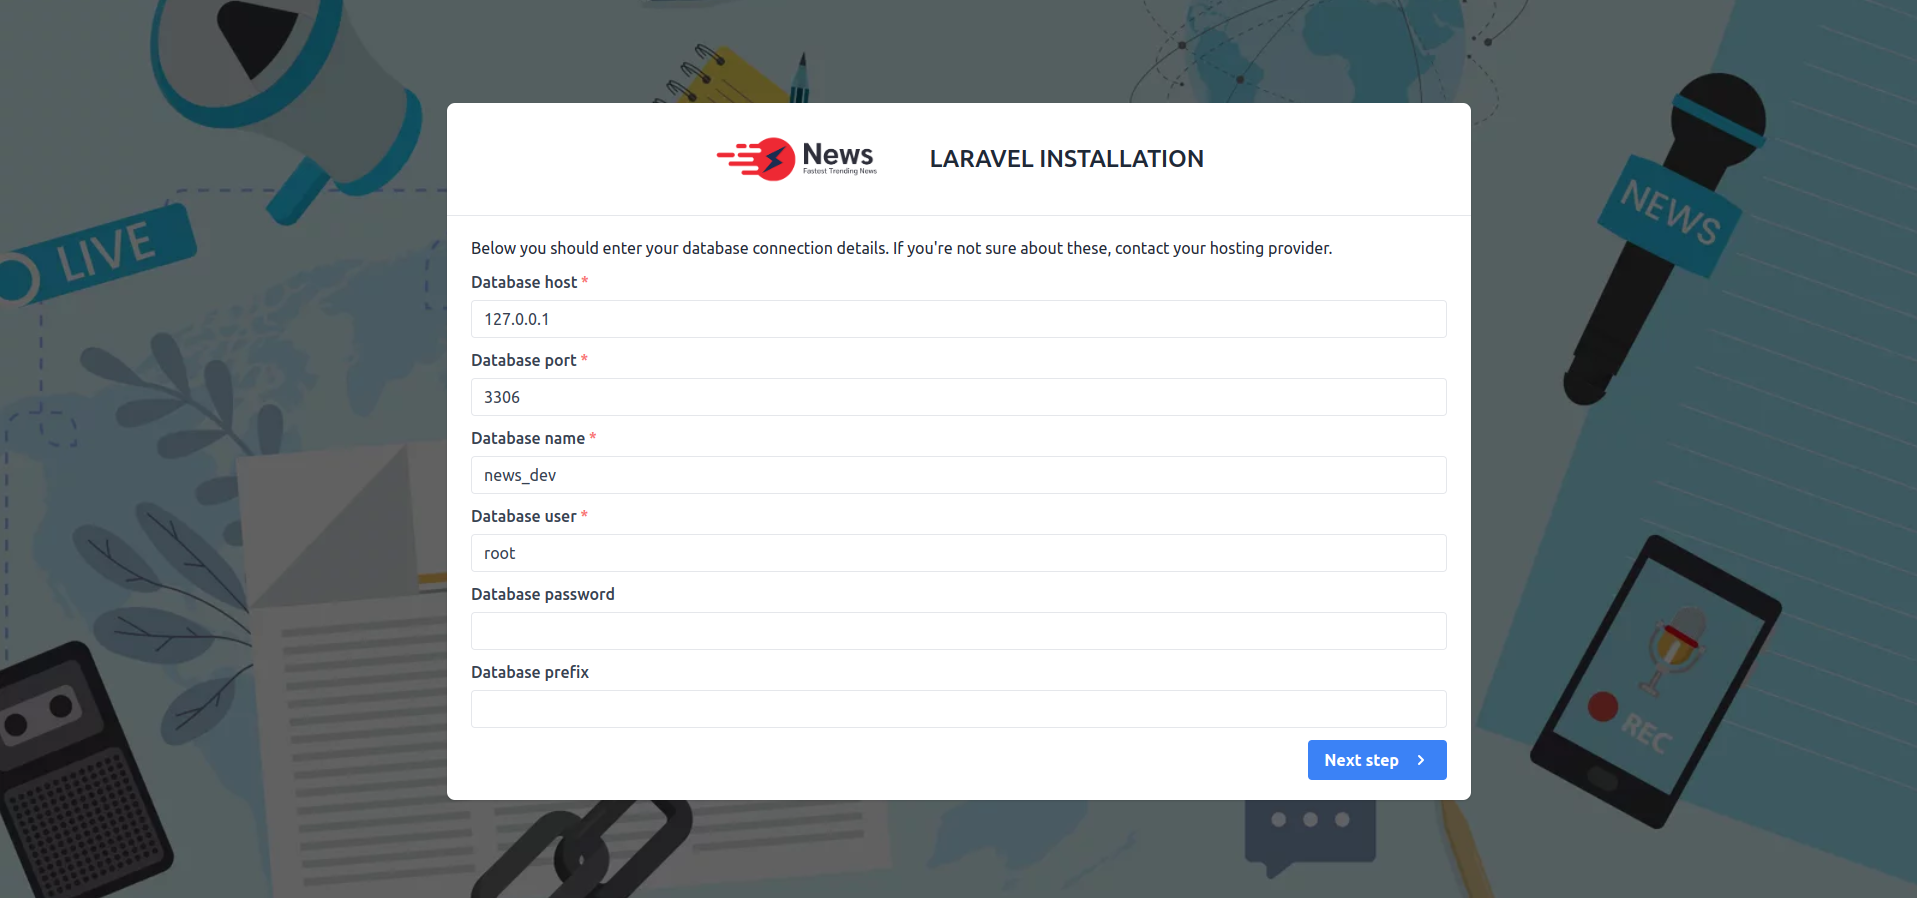 News
Fastest Trending News
LARAVEL INSTALLATION
LIVE
NEWS
Below you should enter your database connection details. If you're not sure about these, contact your hosting provider.
Database host *
127.0.0.1
Database port *
3306
Database name *
news_dev
Database user *
root
Database password
Database prefix
REC
Next step